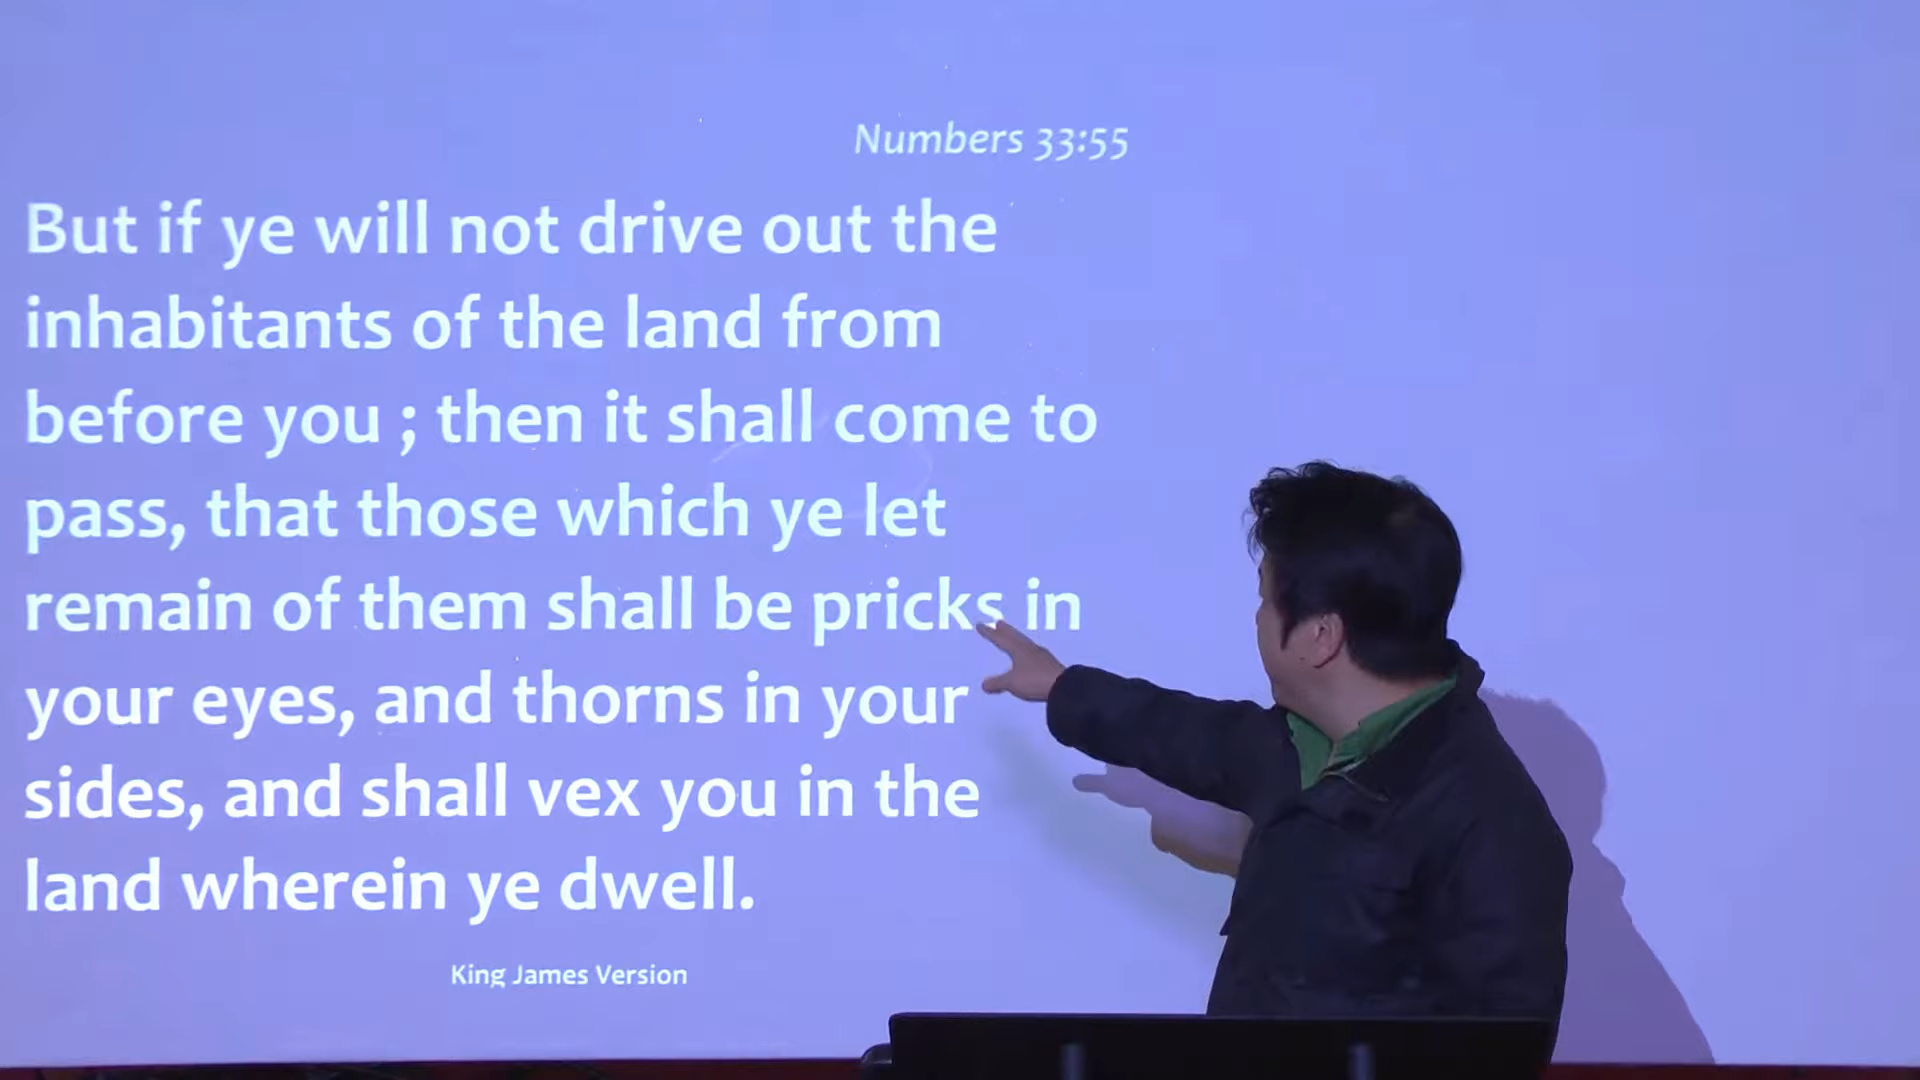 Numbers 33:55
But if ye will not drive out the
inhabitants of the land from
before you ; then it shall come to
pass, that those which ye let
remain of them shall be pricks in
your eyes, and thorns in your
sides, and shall vex you in the
land wherein ye dwell.
King James Version